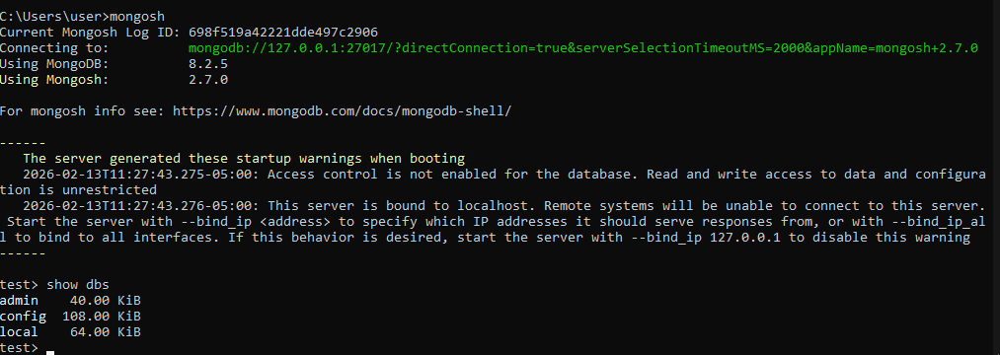 C:\Users\user>mongosh
Current Mongosh Log ID: 698f519a42221dde497c2906
Connecting to:          mongodb://127.0.0.1:27017/?directConnection=true&serverSelectionTimeoutMS=2000&appName=mongosh+2.7.0
Using MongoDB:          8.2.5
Using Mongosh:          2.7.0
For mongosh info see: https://www.mongodb.com/docs/mongodb-shell/
------
   The server generated these startup warnings when booting
   2026-02-13T11:27:43.275-05:00: Access control is not enabled for the database. Read and write access to data and configura
tion is unrestricted
   2026-02-13T11:27:43.276-05:00: This server is bound to localhost. Remote systems will be unable to connect to this server.
 Start the server with --bind_ip <address> to specify which IP addresses it should serve responses from, or with --bind_ip_al
l to bind to all interfaces. If this behavior is desired, start the server with --bind_ip 127.0.0.1 to disable this warning
------
test> show dbs
admin    40.00 KiB
config  108.00 KiB
local    64.00 KiB
test>